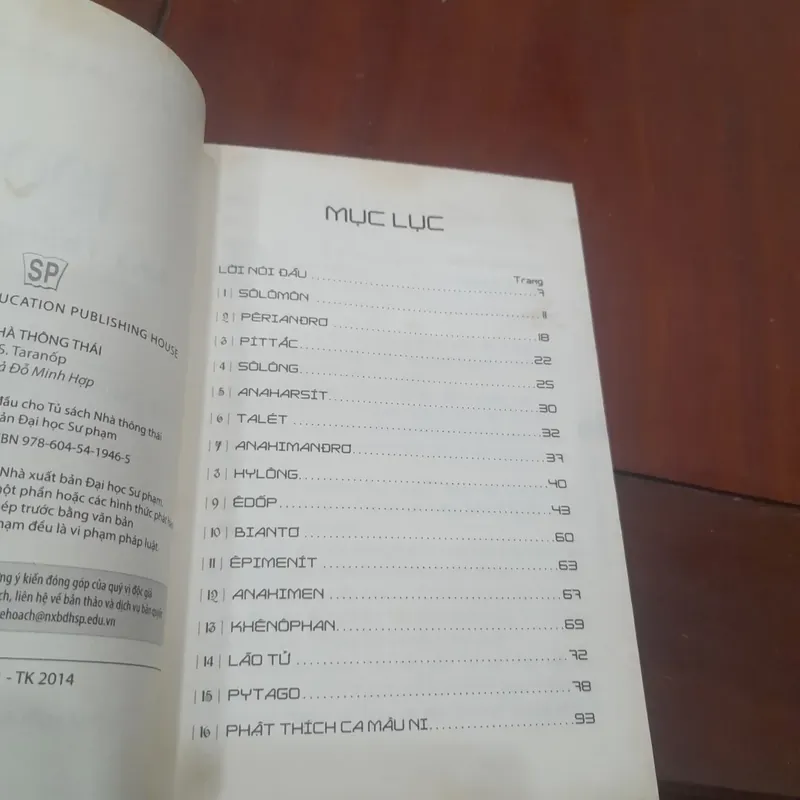 SP
UCATION PUBLISHING HOUSE
HÀ THÔNG THÁI
S. Taranốp
ả Đỗ Minh Hợp
Mẫu cho Tủ sách Nhà thông thái
bản Đại học Sư phạm
BN 978-604-54-1946-5
Nhà xuất bản Đại học Sư phạm,
một phần hoặc các hình thức phát
ép trước bằng văn bản
hạm đều là vi phạm pháp luật.
ng ý kiến đóng góp của quý vị độc giả
ch, liên hệ về bản thảo và dịch vụ bản quyền
ehoach@nxbdhsp.edu.vn
- TK 2014
MỤC LỤC
Trang
LỜI NÓI ĐẦU 7
|1| SÔLÔMÔN 11
|2| PÊRIANĐRƠ 18
|3| PÍTTÁC 22
|4| SÔLÔNG 25
|5| ANAHARSÍT 30
|6| TALÉT 32
|7| ANAHIMANĐRƠ 37
|8| HYLÔNG 40
|9| ÊDỐP 43
|10| BIANTƠ 60
|11| ÊPIMENÍT 63
|12| ANAHIMEN 67
|13| KHÊNÔPHAN 69
|14| LÃO TỬ 72
|15| PYTAGO 78
|16| PHẬT THÍCH CA MÂU NI 93